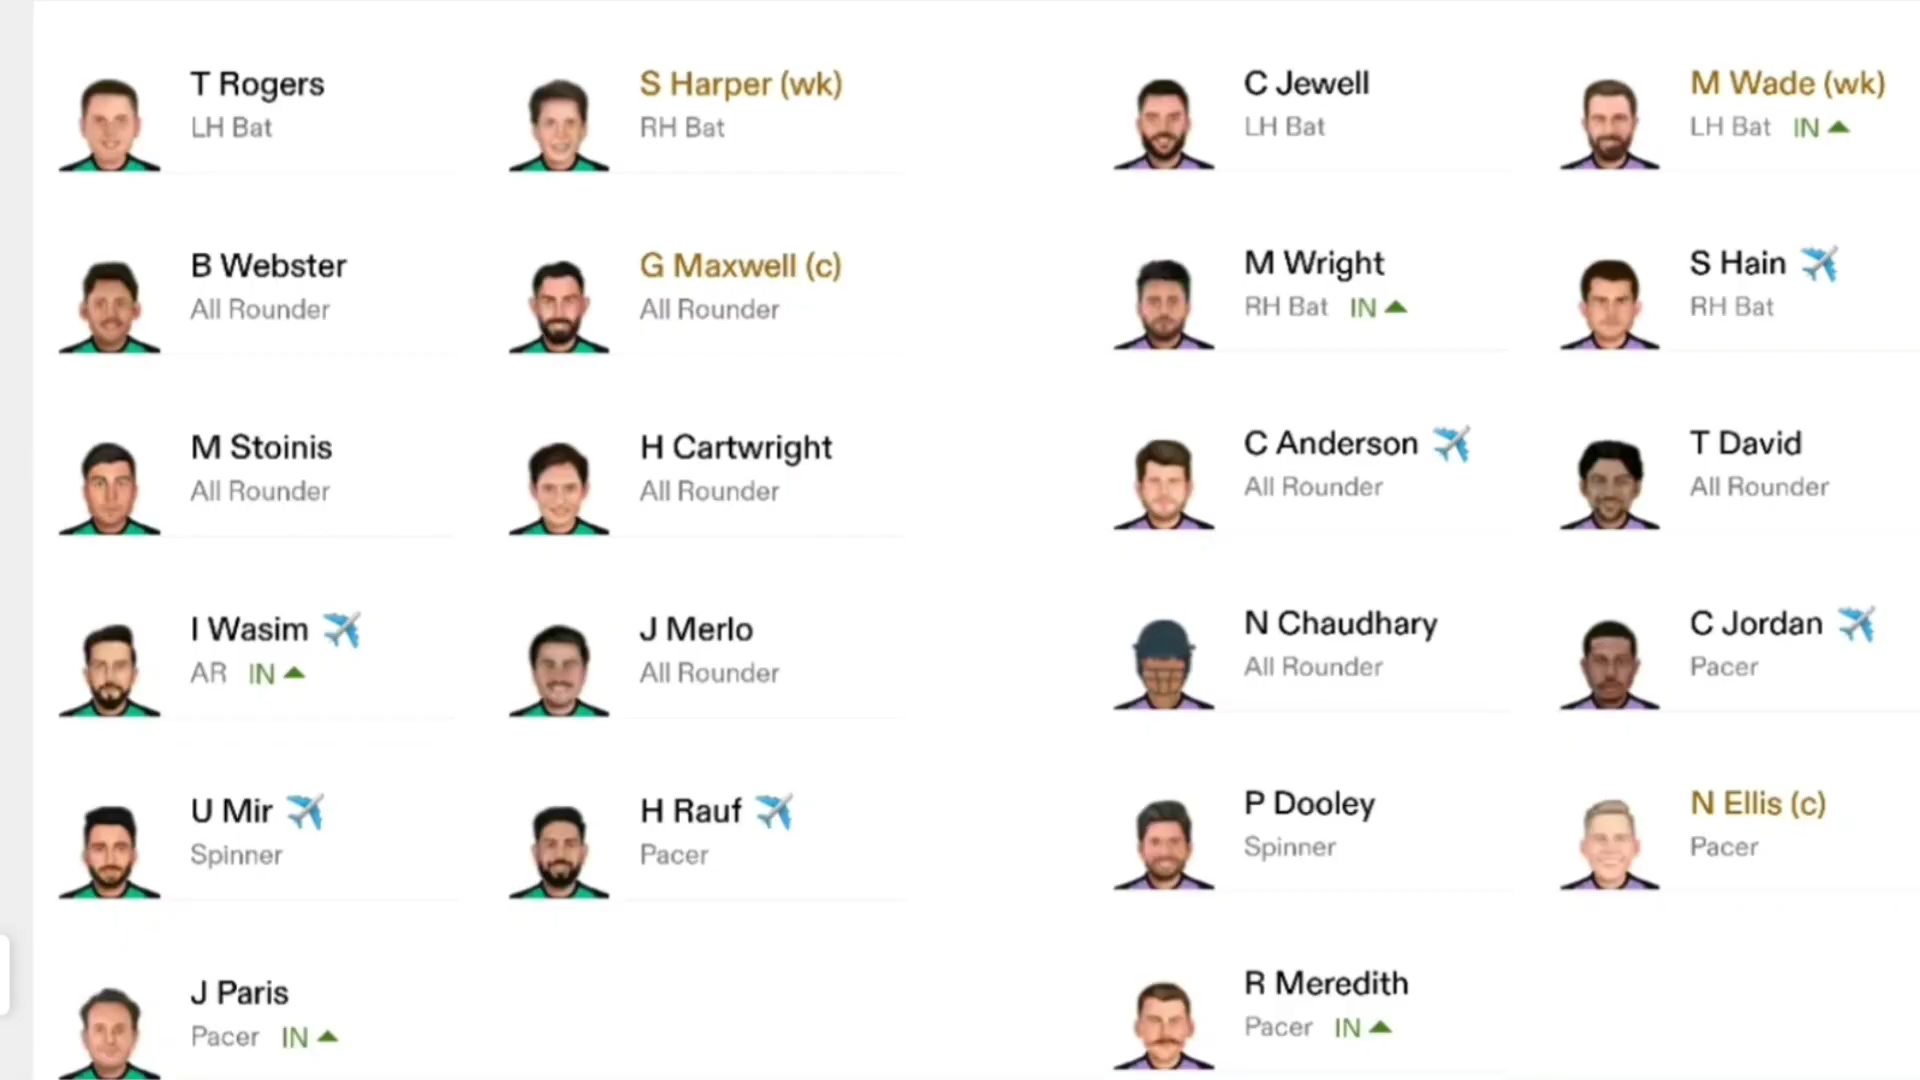 T Rogers
LH Bat
S Harper (wk)
RH Bat
B Webster
All Rounder
G Maxwell (c)
All Rounder
M Stoinis
All Rounder
H Cartwright
All Rounder
I Wasim
AR IN
J Merlo
All Rounder
U Mir
Spinner
H Rauf
Pacer
J Paris
Pacer IN
C Jewell
LH Bat
M Wade (wk)
LH Bat IN
M Wright
RH Bat IN
S Hain
RH Bat
C Anderson
All Rounder
T David
All Rounder
N Chaudhary
All Rounder
C Jordan
Pacer
P Dooley
Spinner
N Ellis (c)
Pacer
R Meredith
Pacer IN